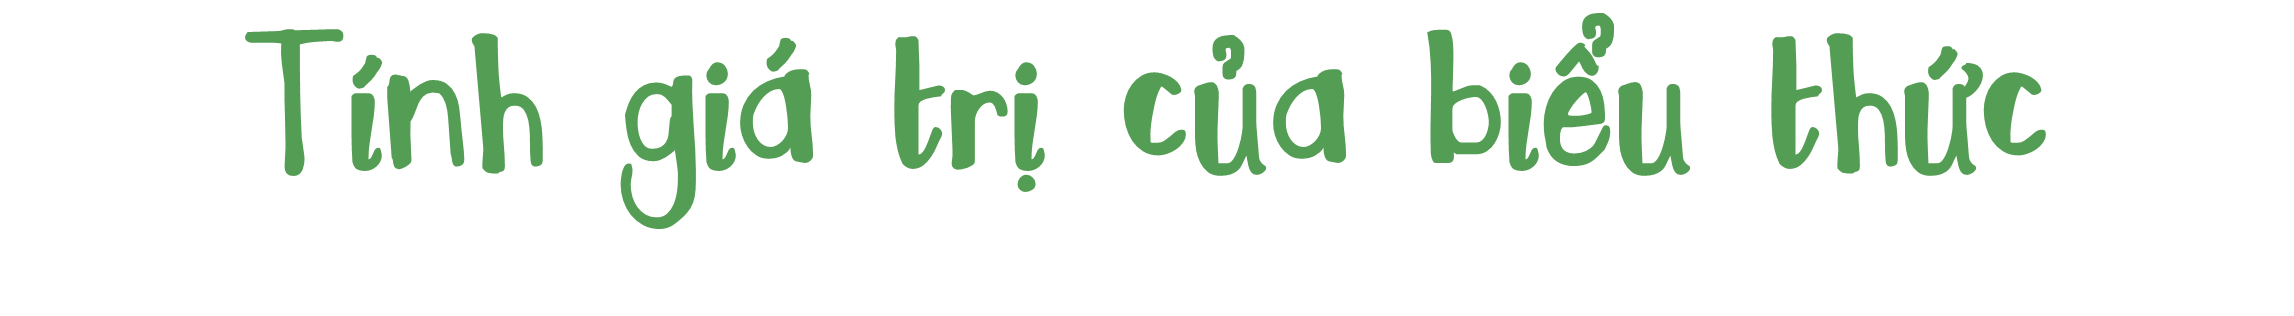 Tính giá trị của biểu thức